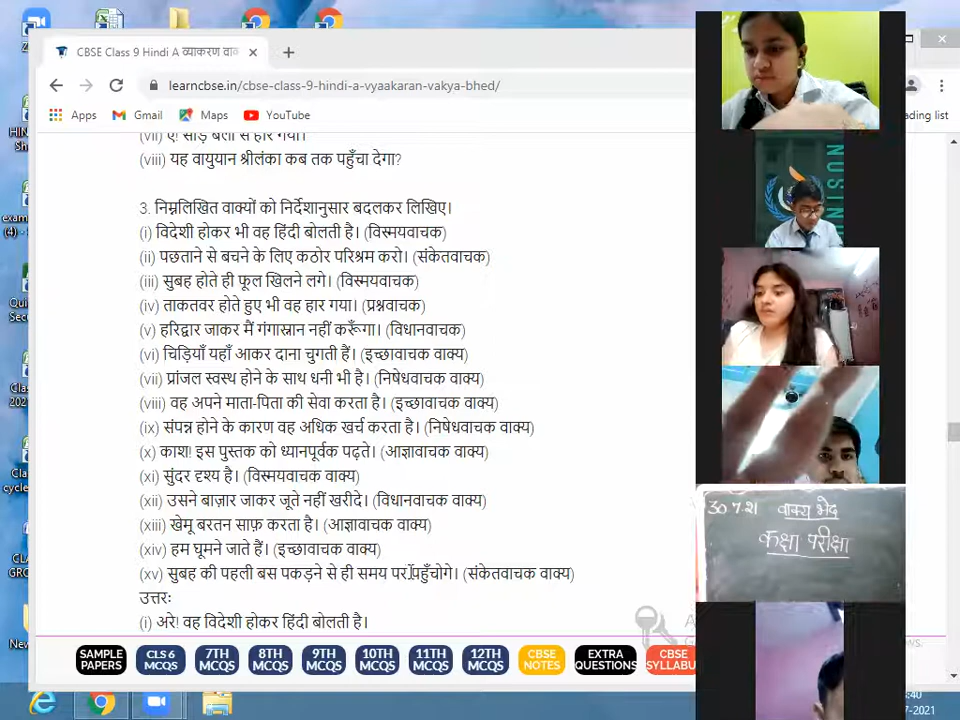 CBSE Class 9 Hindi A व्याकरण वाक
learncbse.in/cbse-class-9-hindi-a-vyaakaran-vakya-bhed/
Apps Gmail Maps YouTube
ading list
(viii) यह वायुयान श्रीलंका कब तक पहुँचा देगा?
3. निम्नलिखित वाक्यों को निर्देशानुसार बदलकर लिखिए।
(i) विदेशी होकर भी वह हिंदी बोलती है। (विस्मयवाचक)
(ii) पछताने से बचने के लिए कठोर परिश्रम करो। (संकेतवाचक)
(iii) सुबह होते ही फूल खिलने लगे। (विस्मयवाचक)
(iv) ताकतवर होते हुए भी वह हार गया। (प्रश्नवाचक)
(v) हरिद्वार जाकर मैं गंगास्नान नहीं करूँगा। (विधानवाचक)
(vi) चिड़ियाँ यहाँ आकर दाना चुगती हैं। (इच्छावाचक वाक्य)
(vii) प्रांजल स्वस्थ होने के साथ धनी भी है। (निषेधवाचक वाक्य)
(viii) वह अपने माता-पिता की सेवा करता है। (इच्छावाचक वाक्य)
(ix) संपन्न होने के कारण वह अधिक खर्च करता है। (निषेधवाचक वाक्य)
(x) काश! इस पुस्तक को ध्यानपूर्वक पढ़ते। (आज्ञावाचक वाक्य)
(xi) सुंदर दृश्य है। (विस्मयवाचक वाक्य)
(xii) उसने बाज़ार जाकर जूते नहीं खरीदे। (विधानवाचक वाक्य)
(xiii) खेमू बरतन साफ़ करता है। (आज्ञावाचक वाक्य)
(xiv) हम घूमने जाते हैं। (इच्छावाचक वाक्य)
(xv) सुबह की पहली बस पकड़ने से ही समय पर पहुँचोगे। (संकेतवाचक वाक्य)
उत्तरः
(i) अरे! वह विदेशी होकर हिंदी बोलती है।
SAMPLE PAPERS
CLS 6 MCQS
7TH MCQS
8TH MCQS
9TH MCQS
10TH MCQS
11TH MCQS
12TH MCQS
CBSE NOTES
EXTRA QUESTIONS
CBSE SYLLABU
30.7.21 वाक्य भेद
कक्षा परीक्षा